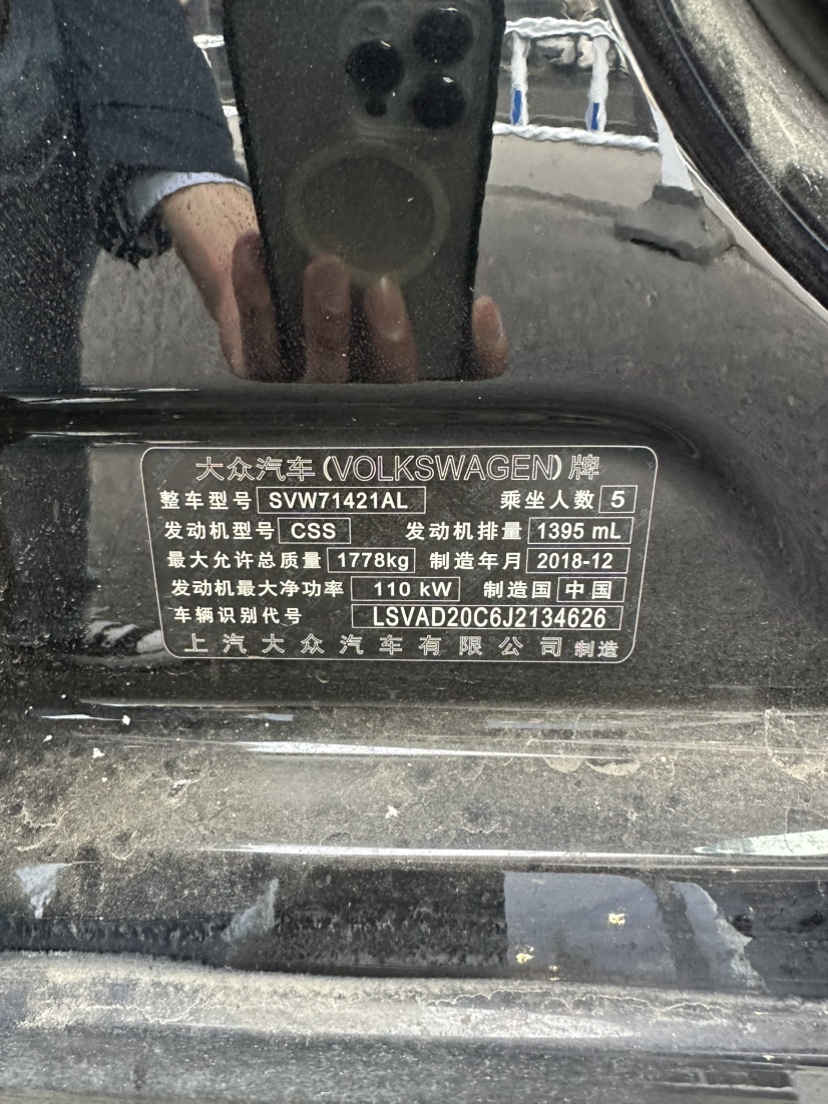 大众汽车(VOLKSWAGEN)牌
整车型号 SVW71421AL 乘坐人数 5
发动机型号 CSS 发动机排量 1395 mL
最大允许总质量 1778kg 制造年月 2018-12
发动机最大净功率 110 kW 制造国 中国
车辆识别代号 LSVAD20C6J2134626
上汽大众汽车有限公司 制造